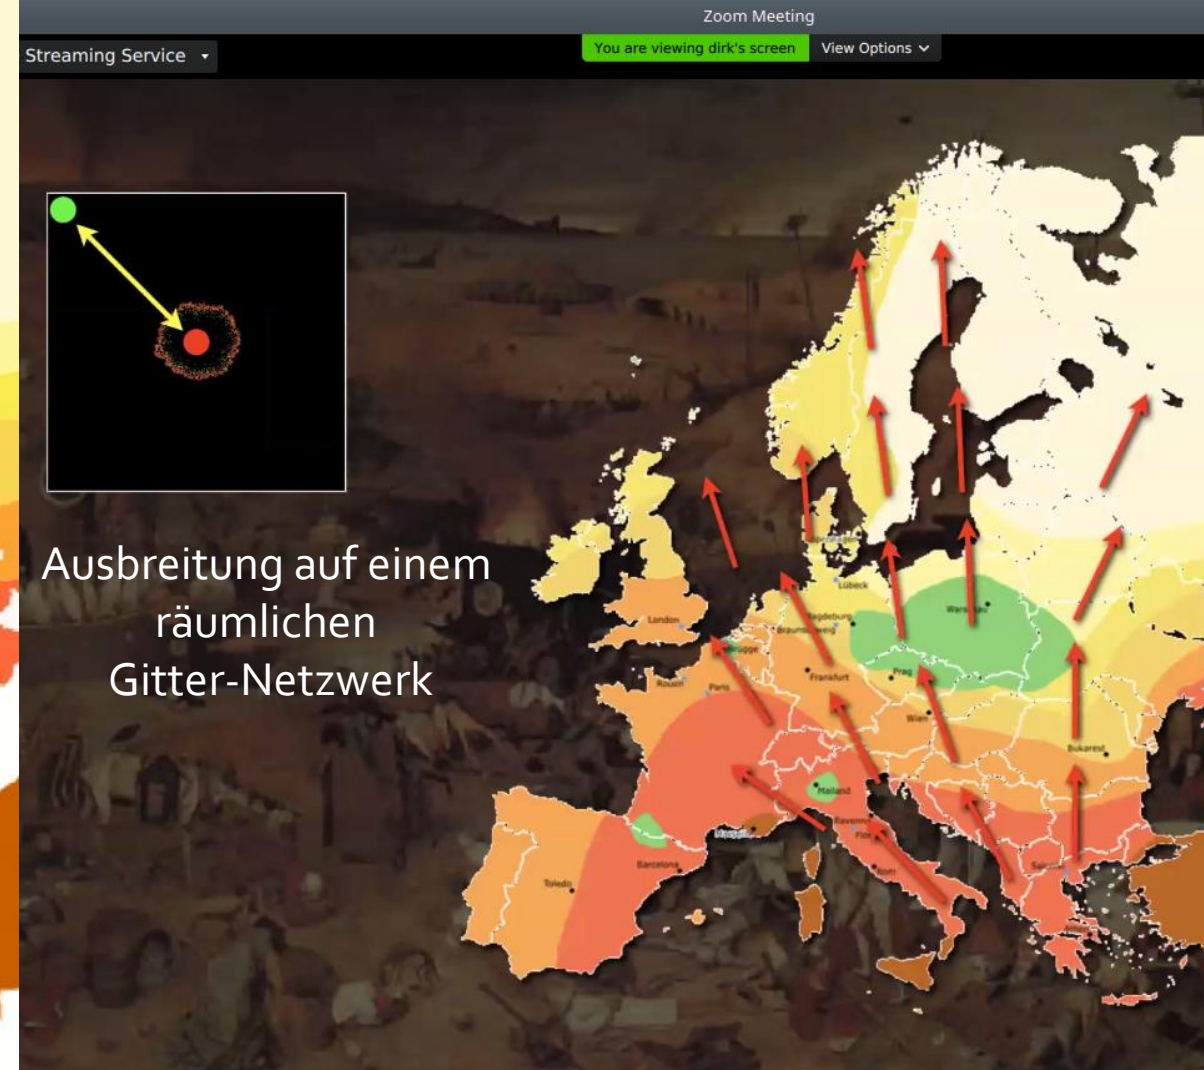 Zoom Meeting
Streaming Service
You are viewing dirk's screen
View Options
Ausbreitung auf einem
räumlichen
Gitter-Netzwerk
Lübeck
Warschau
Magdeburg
Braunschweig
London
Brügge
Frankfurt
Prag
Rouen
Paris
Wien
Bukarest
Mailand
Ravenna
Barcelona
Rom
Toledo